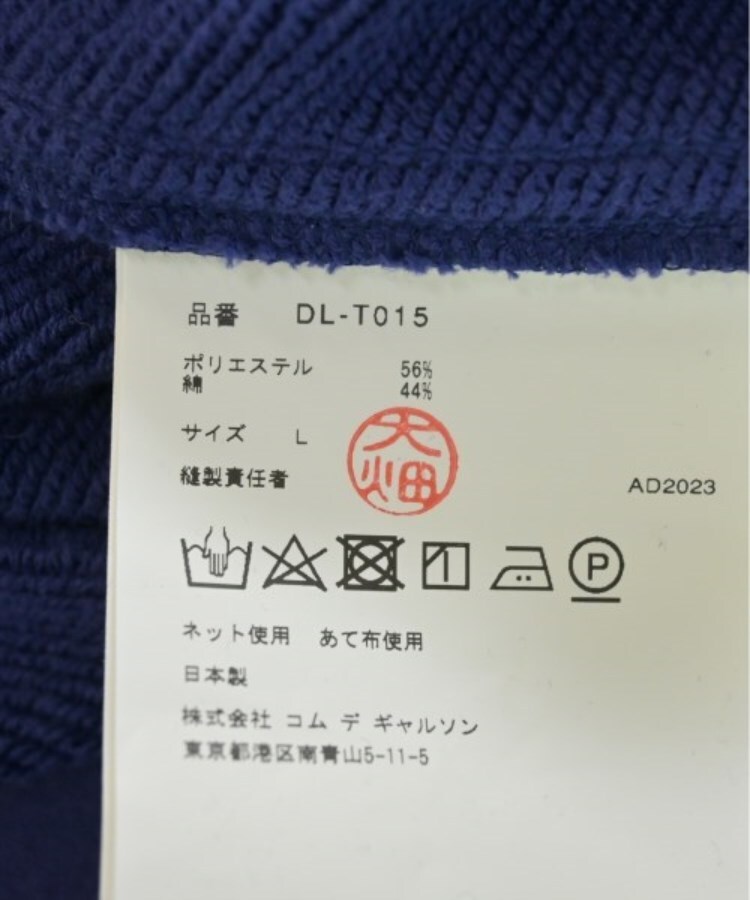 品番 DL-T015
ポリエステル 56%
綿 44%
サイズ L
大畑
縫製責任者
AD2023
P
ネット使用 あて布使用
日本製
株式会社 コム デ ギャルソン
東京都港区南青山5-11-5